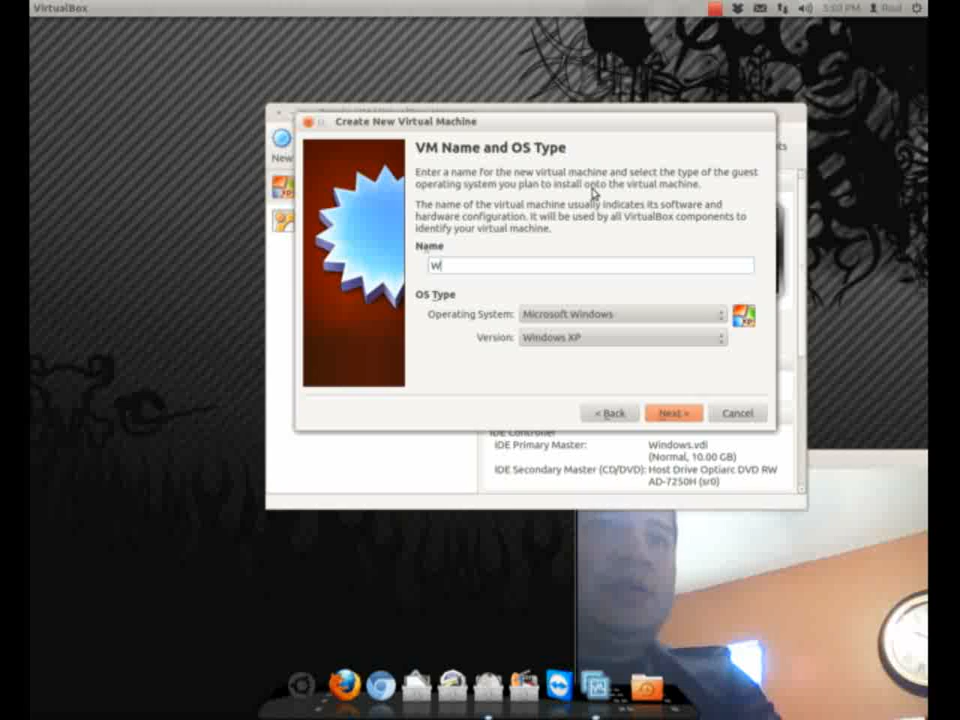 VirtualBox
5:03 PM
Raul
Create New Virtual Machine
New
VM Name and OS Type
Enter a name for the new virtual machine and select the type of the guest
operating system you plan to install onto the virtual machine.
The name of the virtual machine usually indicates its software and
hardware configuration. It will be used by all VirtualBox components to
identify your virtual machine.
Name
W
OS Type
Operating System: Microsoft Windows
Version: Windows XP
< Back
Next >
Cancel
IDE Controller
IDE Primary Master: Windows.vdi
(Normal, 10.00 GB)
IDE Secondary Master (CD/DVD): Host Drive Optiarc DVD RW
AD-7250H (sr0)